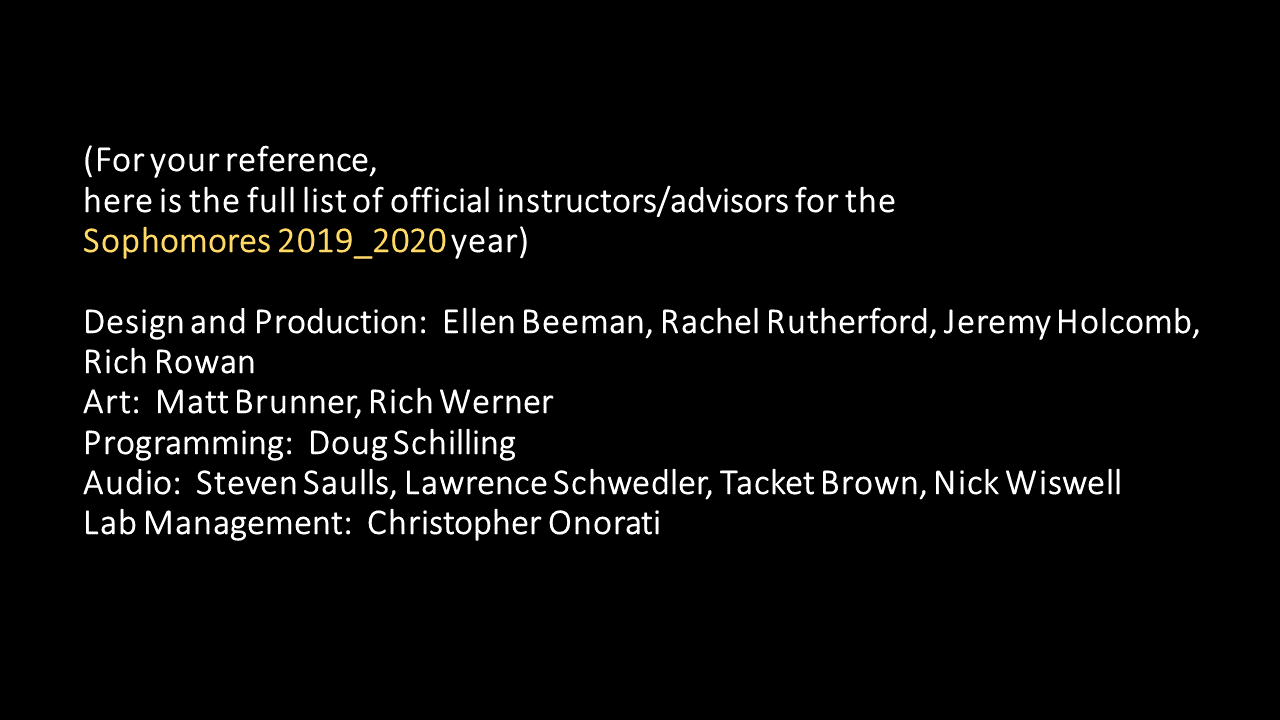 (For your reference,
here is the full list of official instructors/advisors for the
Sophomores 2019_2020 year)
Design and Production:  Ellen Beeman, Rachel Rutherford, Jeremy Holcomb,
Rich Rowan
Art:  Matt Brunner, Rich Werner
Programming:  Doug Schilling
Audio:  Steven Saulls, Lawrence Schwedler, Tacket Brown, Nick Wiswell
Lab Management:  Christopher Onorati